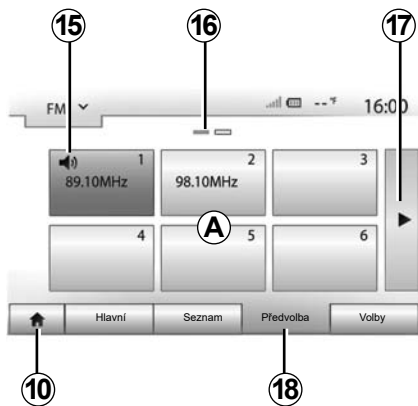 15 16 17
FM --°F 16:00
1 2 3
89.10MHz 98.10MHz
A
4 5 6
Hlavní Seznam Předvolba Volby
10 18